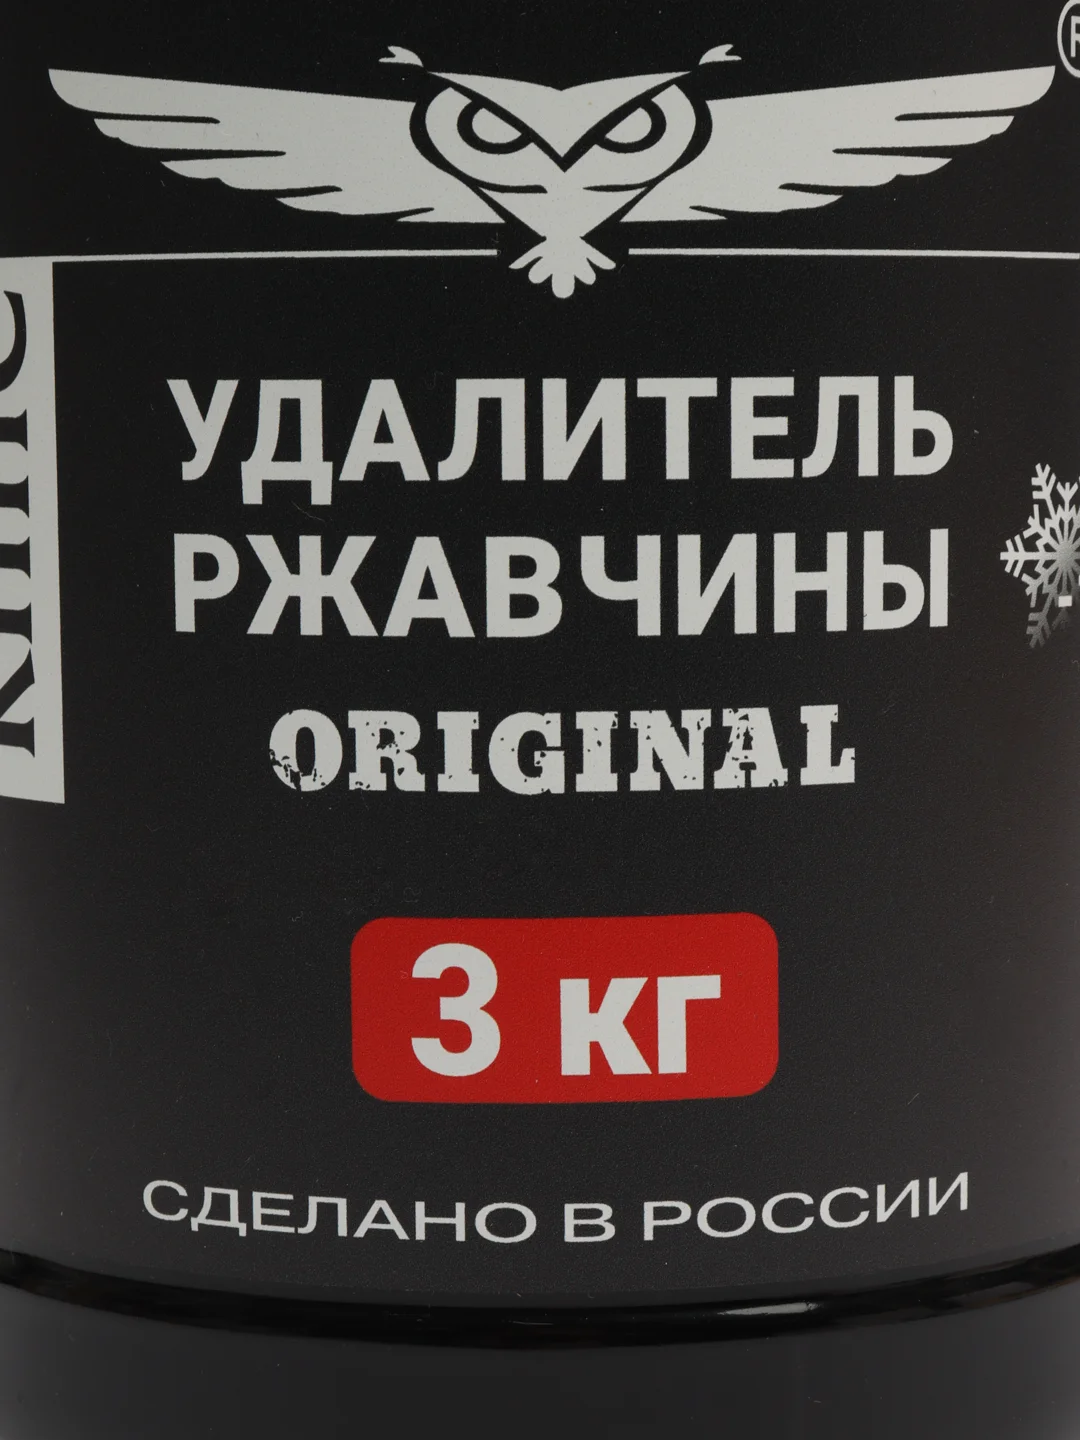 ®
УДАЛИТЕЛЬ
РЖАВЧИНЫ
ORIGINAL
3 кг
СДЕЛАНО В РОССИИ